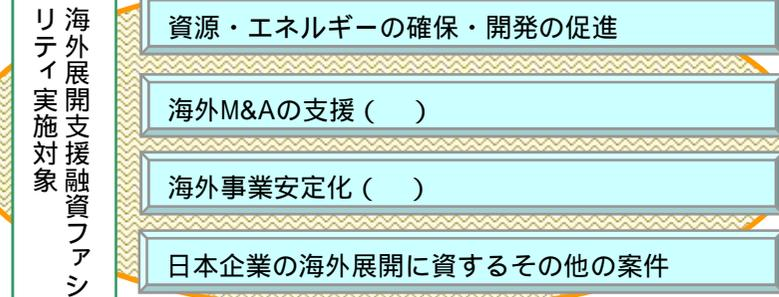 海外展開支援融資ファシ
リティ実施対象
資源・エネルギーの確保・開発の促進
海外M&Aの支援（　）
海外事業安定化（　）
日本企業の海外展開に資するその他の案件